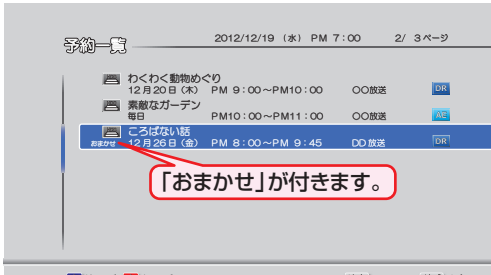 予約一覧 2012/12/19 (水) PM 7:00 2/ 3ページ
わくわく動物めぐり
12月20日(木) PM 9:00～PM10:00 〇〇放送 DR
素敵なガーデン
毎日 PM10:00～PM11:00 〇〇放送 AE
ころばない話
おまかせ 12月26日(金) PM 8:00～PM 9:45 DD放送 DR
「おまかせ」が付きます。